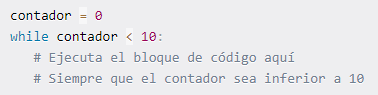 contador = 0
while contador < 10:
    # Ejecuta el bloque de código aquí
    # Siempre que el contador sea inferior a 10